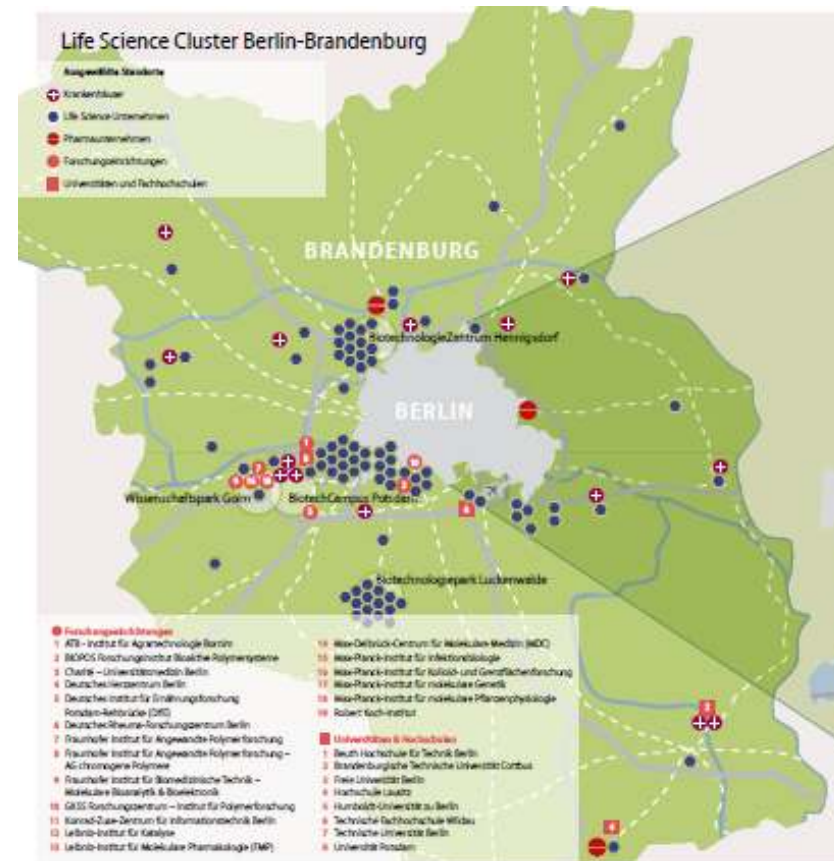 Life Science Cluster Berlin-Brandenburg
Ausgewählte Standorte
Krankenhäuser
Life Science Unternehmen
Pharmaunternehmen
Forschungseinrichtungen
Universitäten und Fachhochschulen
BRANDENBURG
BiotechnologieZentrum Hennigsdorf
BERLIN
Wissenschaftspark Golm
BiotechCampus Potsdam
Biotechnologiepark Luckenwalde
Forschungseinrichtungen
1 ATB – Institut für Agrartechnologie Bornim
2 BIOPOS Forschungsinstitut Bioaktive Polymersysteme
3 Charité – Universitätsmedizin Berlin
4 Deutsches Herzzentrum Berlin
5 Deutsches Institut für Ernährungsforschung
Potsdam-Rehbrücke (DIfE)
6 Deutsches Rheuma-Forschungszentrum Berlin
7 Fraunhofer Institut für Angewandte Polymerforschung
8 Fraunhofer Institut für Angewandte Polymerforschung –
AG chromogene Polymere
9 Fraunhofer Institut für Biomedizinische Technik –
Molekulare Bioanalytik & Bioelektronik
10 GKSS Forschungszentrum – Institut für Polymerforschung
11 Konrad-Zuse-Zentrum für Informationstechnik Berlin
12 Leibniz-Institut für Katalyse
13 Leibniz-Institut für Molekulare Pharmakologie (FMP)
14 Max-Delbrück-Centrum für Molekulare Medizin (MDC)
15 Max-Planck-Institut für Infektionsbiologie
16 Max-Planck-Institut für Kolloid- und Grenzflächenforschung
17 Max-Planck-Institut für molekulare Genetik
18 Max-Planck-Institut für molekulare Pflanzenphysiologie
19 Robert Koch-Institut
Universitäten & Hochschulen
1 Beuth Hochschule für Technik Berlin
2 Brandenburgische Technische Universität Cottbus
3 Freie Universität Berlin
4 Hochschule Lausitz
5 Humboldt-Universität zu Berlin
6 Technische Fachhochschule Wildau
7 Technische Universität Berlin
8 Universität Potsdam